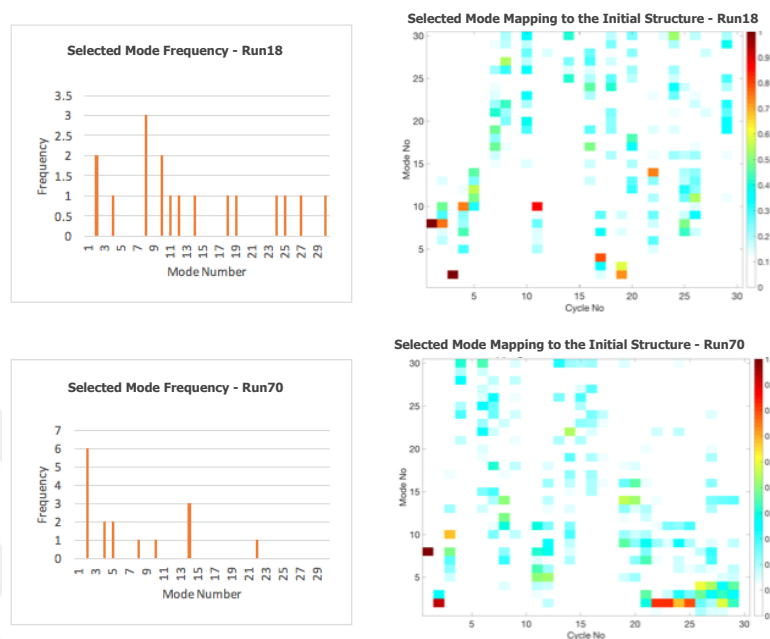 Selected Mode Frequency - Run18
3.5
3
2.5
2
1.5
1
0.5
0
Frequency
1 3 5 7 9 11 13 15 17 19 21 23 25 27 29
Mode Number
Selected Mode Mapping to the Initial Structure - Run18
30
25
20
15
10
5
Mode No
5 10 15 20 25 30
Cycle No
1
0.9
0.8
0.7
0.6
0.5
0.4
0.3
0.2
0.1
0
Selected Mode Frequency - Run70
7
6
5
4
3
2
1
0
Frequency
1 3 5 7 9 11 13 15 17 19 21 23 25 27 29
Mode Number
Selected Mode Mapping to the Initial Structure - Run70
30
25
20
15
10
5
Mode No
5 10 15 20 25 30
Cycle No